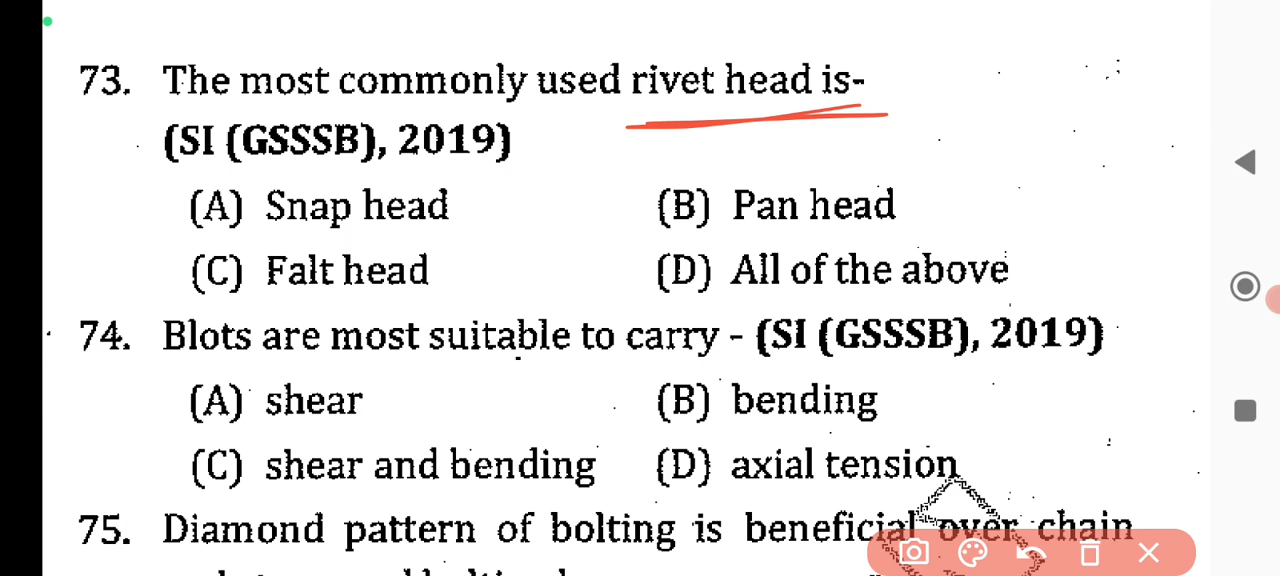 73. The most commonly used rivet head is-
(SI (GSSSB), 2019)
(A) Snap head (B) Pan head
(C) Falt head (D) All of the above
74. Blots are most suitable to carry - (SI (GSSSB), 2019)
(A) shear (B) bending
(C) shear and bending (D) axial tension
75. Diamond pattern of bolting is beneficial over chain